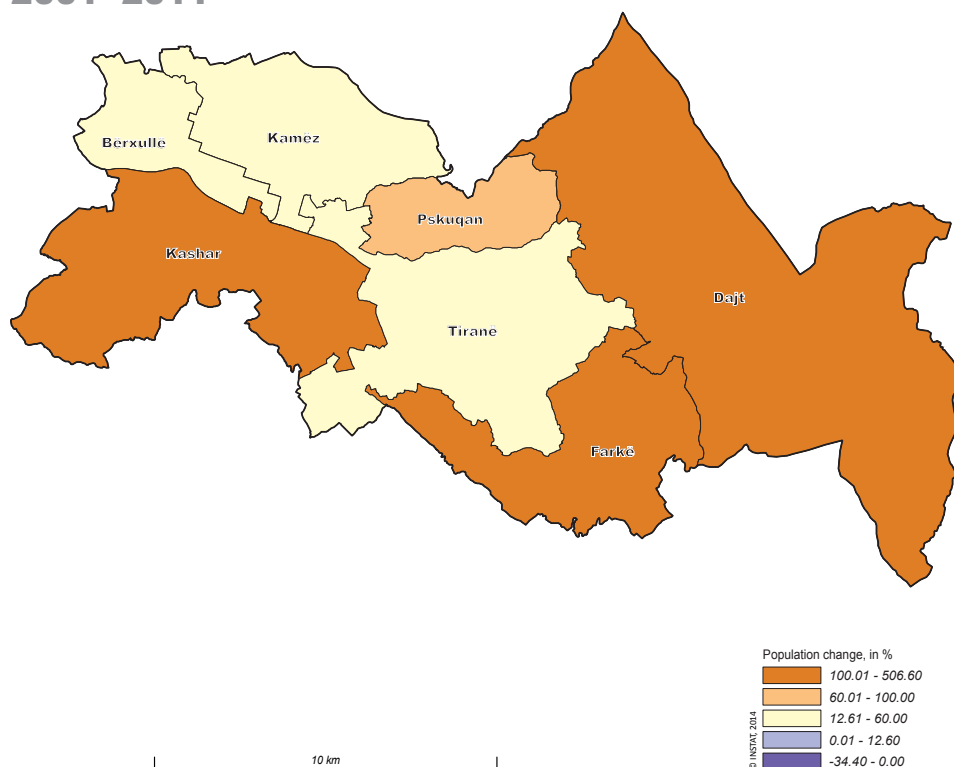 Kamëz
Bërxullë
Pskuqan
Kashar
Dajt
Tiranë
Farkë
Population change, in %
100.01 - 506.60
60.01 - 100.00
12.61 - 60.00
0.01 - 12.60
-34.40 - 0.00
© INSTAT, 2014
10 km